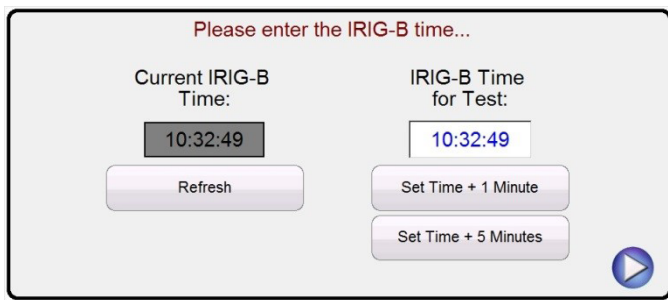 Please enter the IRIG-B time...
Current IRIG-B
Time:
10:32:49
Refresh
IRIG-B Time
for Test:
10:32:49
Set Time + 1 Minute
Set Time + 5 Minutes